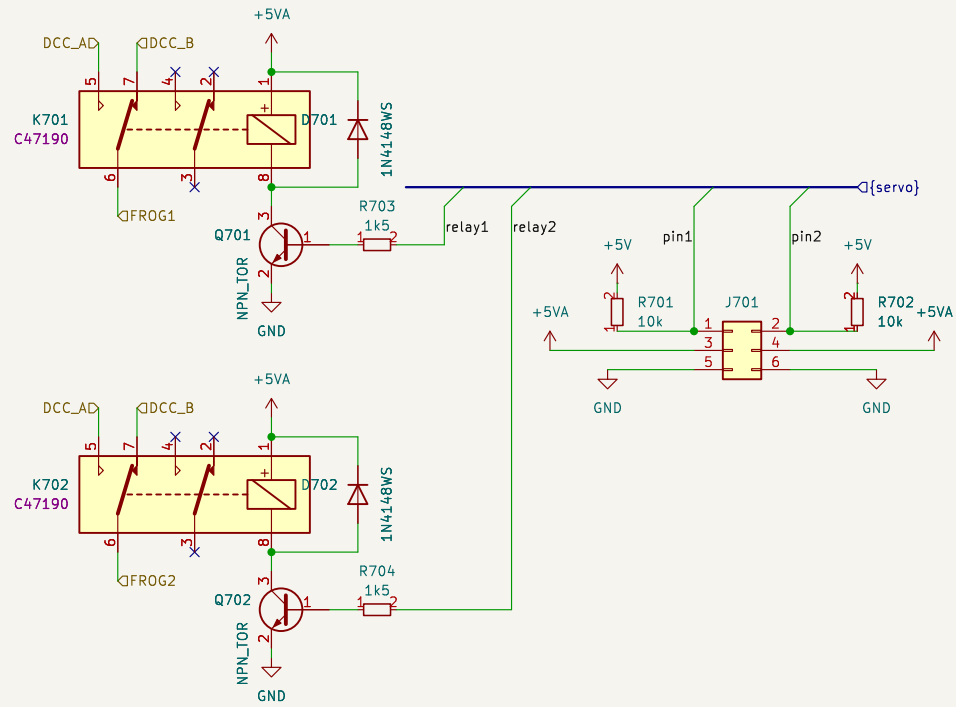 +5VA
DCC_A
DCC_B
5
7
4
2
1
K701
C47190
+
D701
1N4148WS
6
3
8
FROG1
{servo}
R703
1k5
1
2
relay1
relay2
Q701
3
1
2
NPN_TOR
GND
pin1
pin2
+5V
+5V
2
R701
10k
1
J701
2
R702
10k
1
+5VA
+5VA
1
2
3
4
5
6
GND
GND
+5VA
DCC_A
DCC_B
5
7
4
2
1
K702
C47190
+
D702
1N4148WS
6
3
8
FROG2
R704
1k5
1
2
Q702
3
1
2
NPN_TOR
GND